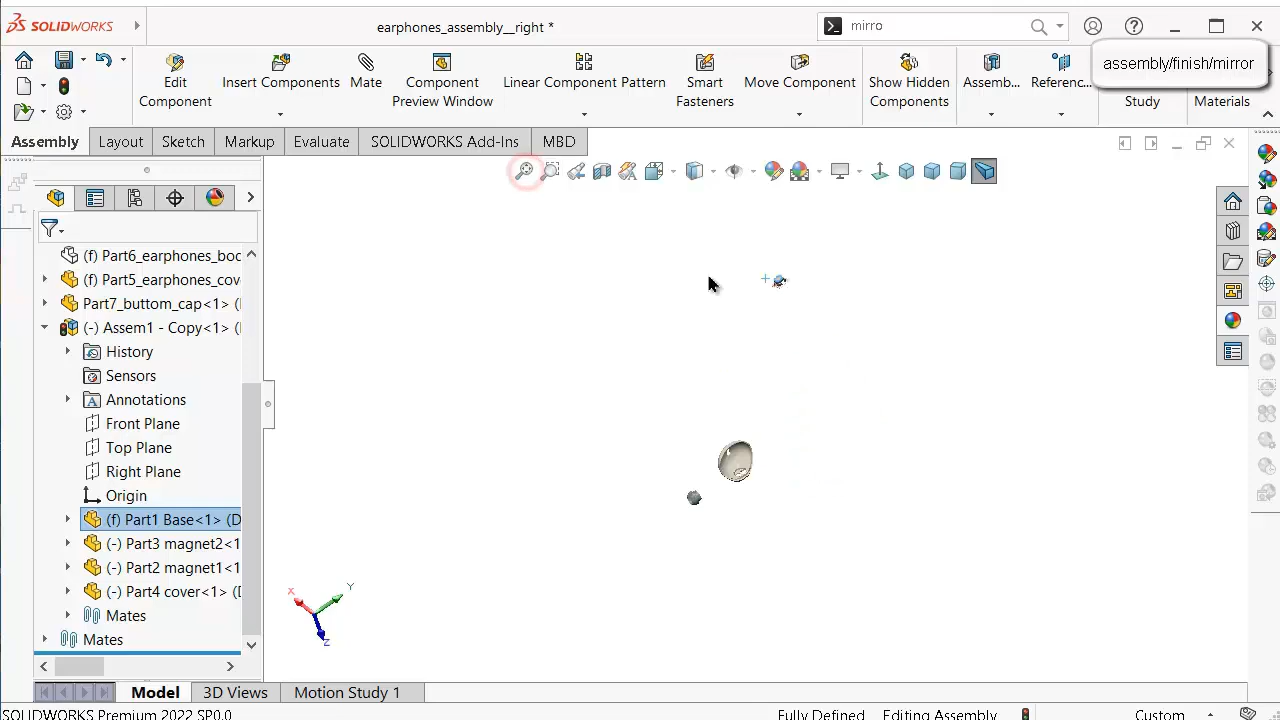 SOLIDWORKS
earphones_assembly__right *
mirro
assembly/finish/mirror
Edit
Component
Insert Components
Mate
Component
Preview Window
Linear Component Pattern
Smart
Fasteners
Move Component
Show Hidden
Components
Assemb...
Referenc...
Study
Materials
Assembly
Layout
Sketch
Markup
Evaluate
SOLIDWORKS Add-Ins
MBD
(f) Part6_earphones_boc
(f) Part5_earphones_cov
Part7_buttom_cap<1> (
(-) Assem1 - Copy<1> (
History
Sensors
Annotations
Front Plane
Top Plane
Right Plane
Origin
(f) Part1 Base<1> (D
(-) Part3 magnet2<1
(-) Part2 magnet1<1
(-) Part4 cover<1> (D
Mates
Mates
X
Y
Z
Model
3D Views
Motion Study 1
SOLIDWORKS Premium 2022 SP0.0
Fully Defined
Editing Assembly
Custom